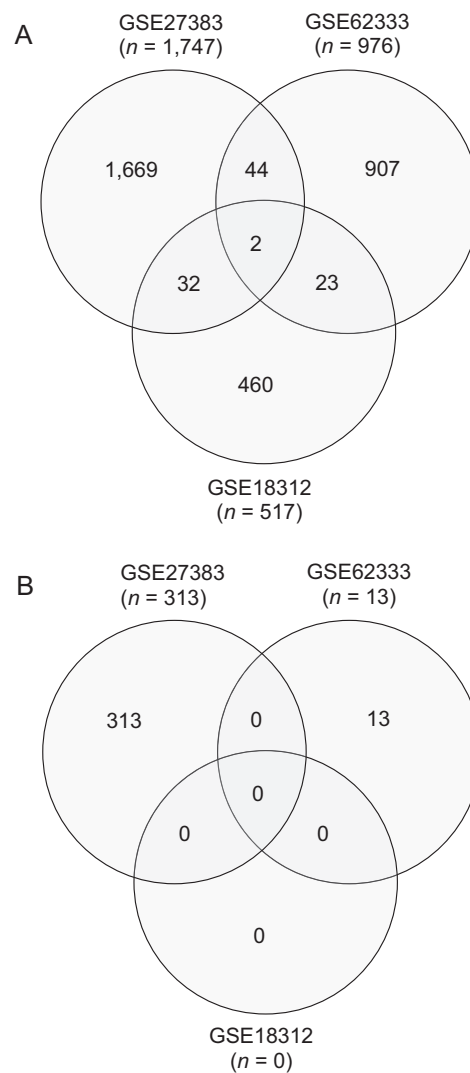 A
GSE27383
(n = 1,747)
GSE62333
(n = 976)
1,669
44
907
2
32
23
460
GSE18312
(n = 517)
B
GSE27383
(n = 313)
GSE62333
(n = 13)
313
0
13
0
0
0
0
GSE18312
(n = 0)